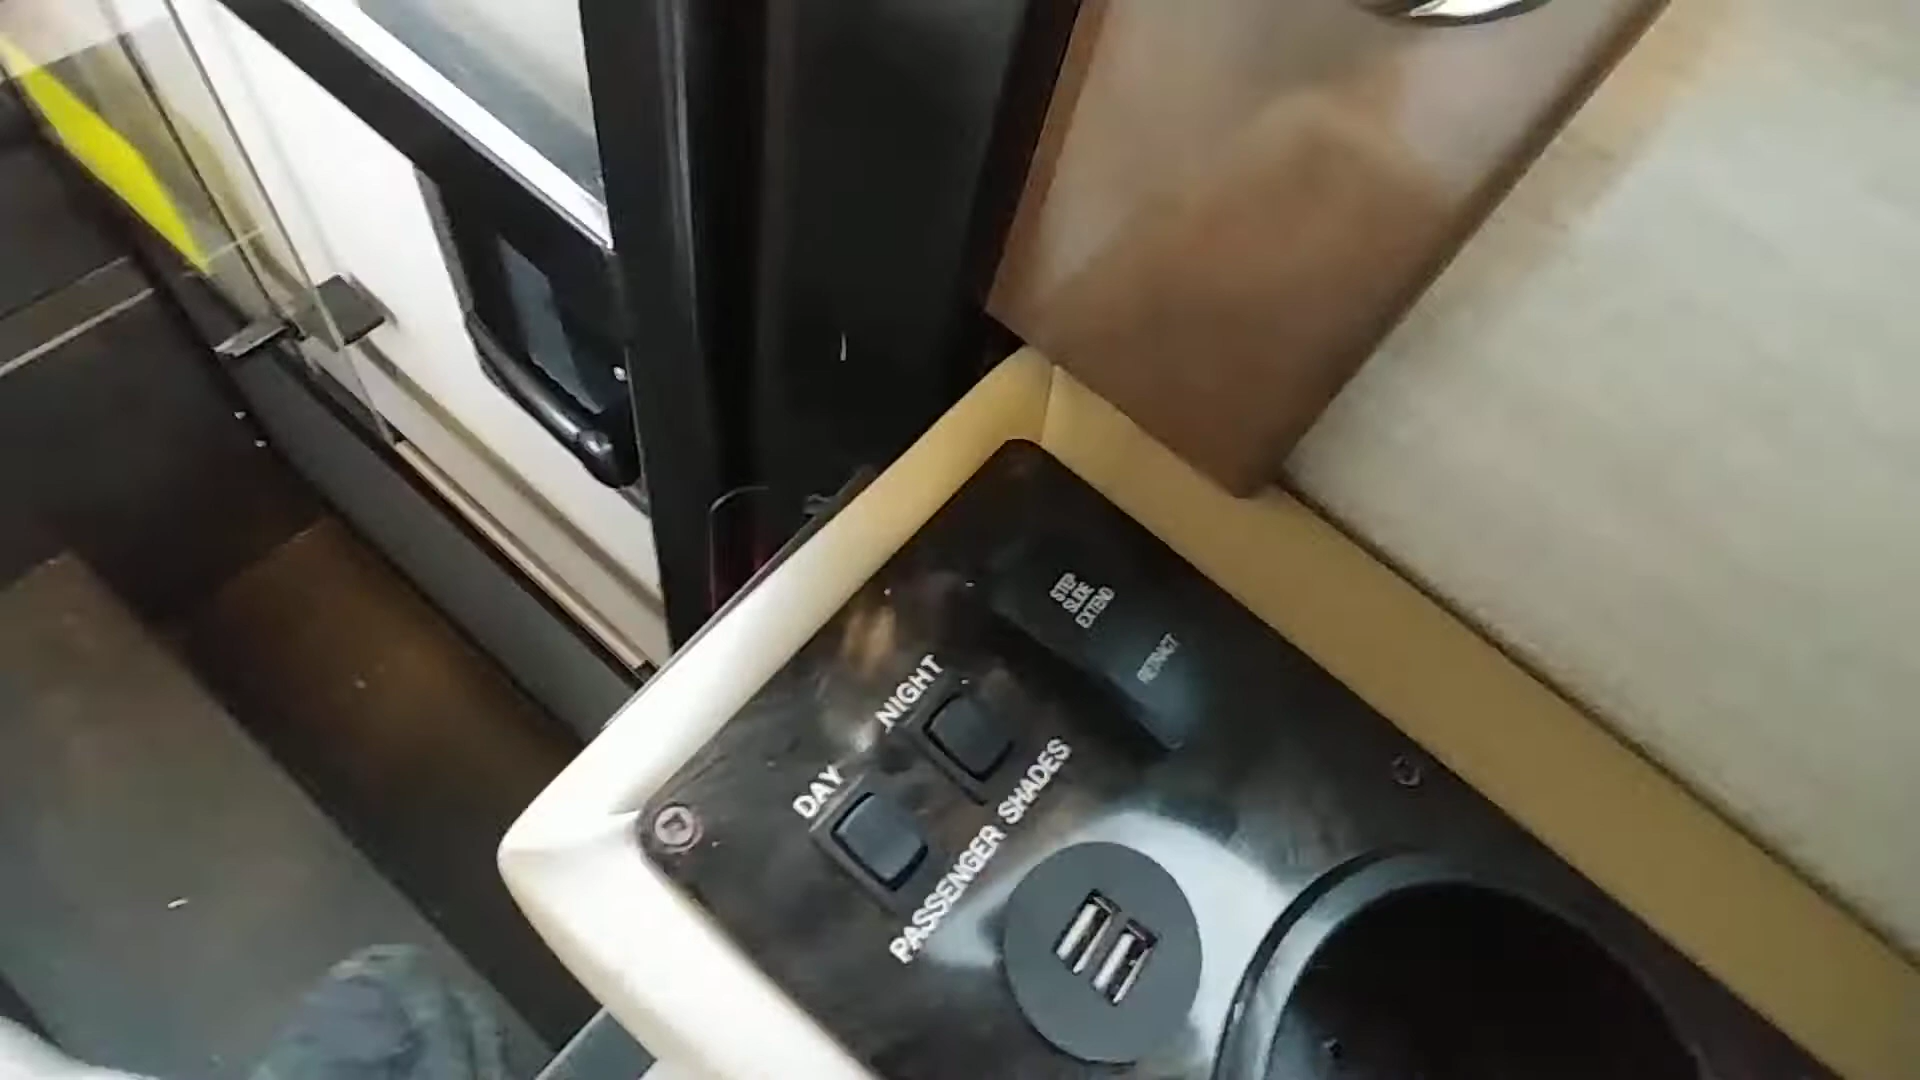 STEP
SLIDE
EXTEND
RETRACT
NIGHT
DAY
PASSENGER SHADES